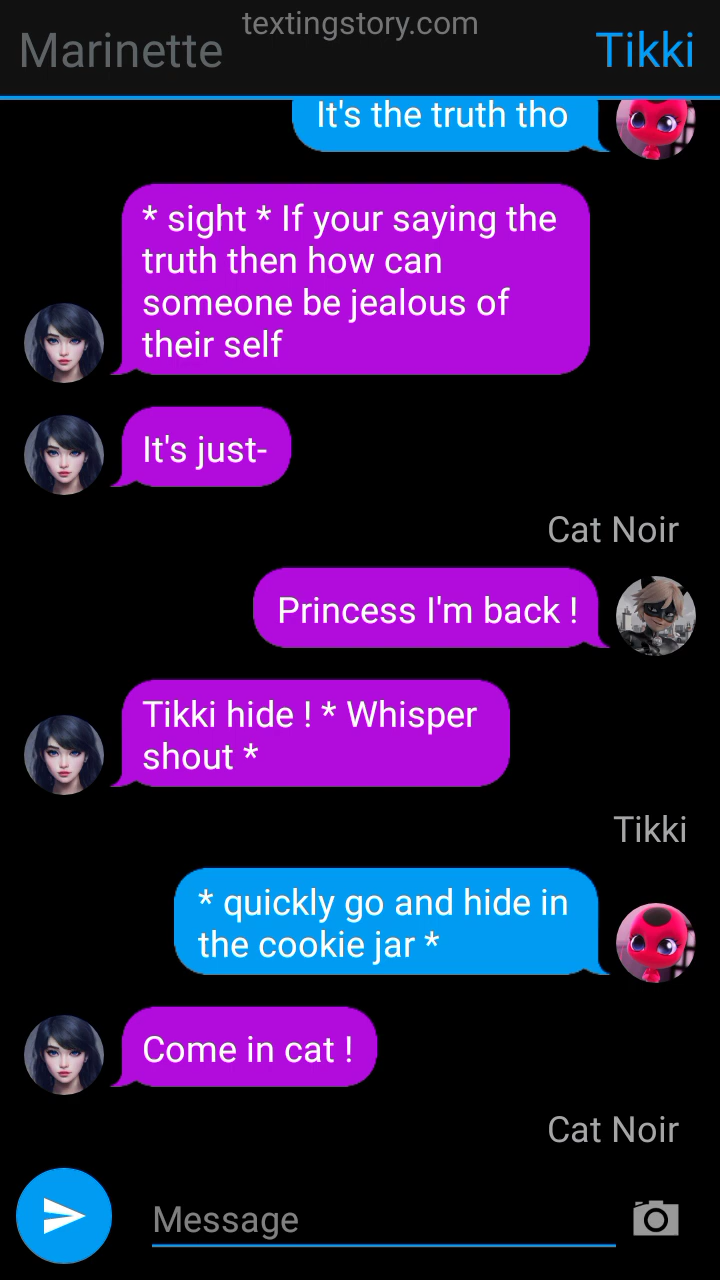 textingstory.com
Marinette
Tikki
It's the truth tho
* sight * If your saying the
truth then how can
someone be jealous of
their self
It's just-
Cat Noir
Princess I'm back !
Tikki hide ! * Whisper
shout *
Tikki
* quickly go and hide in
the cookie jar *
Come in cat !
Cat Noir
Message